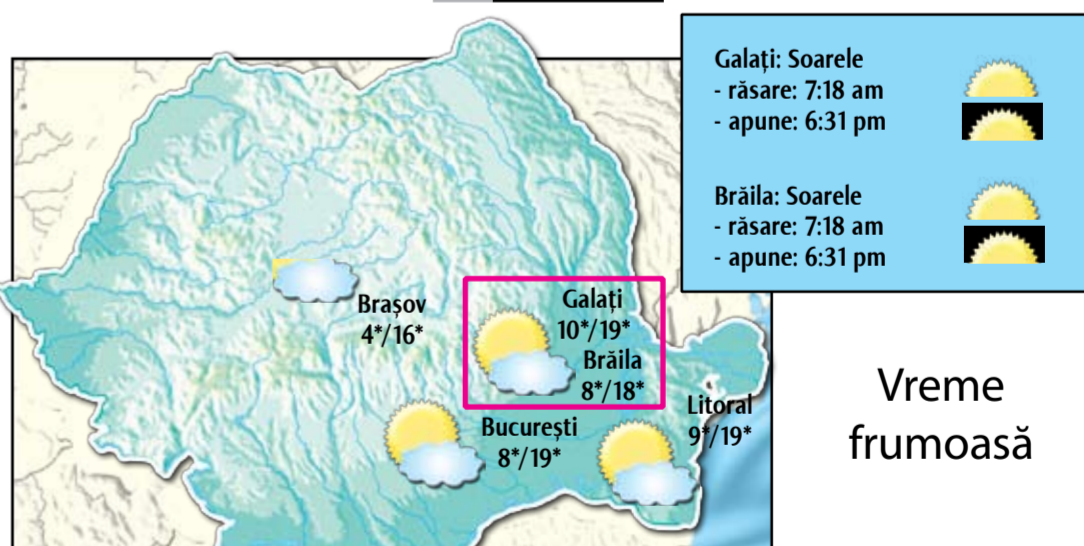 Galați: Soarele
- răsare: 7:18 am
- apune: 6:31 pm
Brăila: Soarele
- răsare: 7:18 am
- apune: 6:31 pm
Brașov
4*/16*
Galați
10*/19*
Brăila
8*/18*
Litoral
9*/19*
București
8*/19*
Vreme
frumoasă